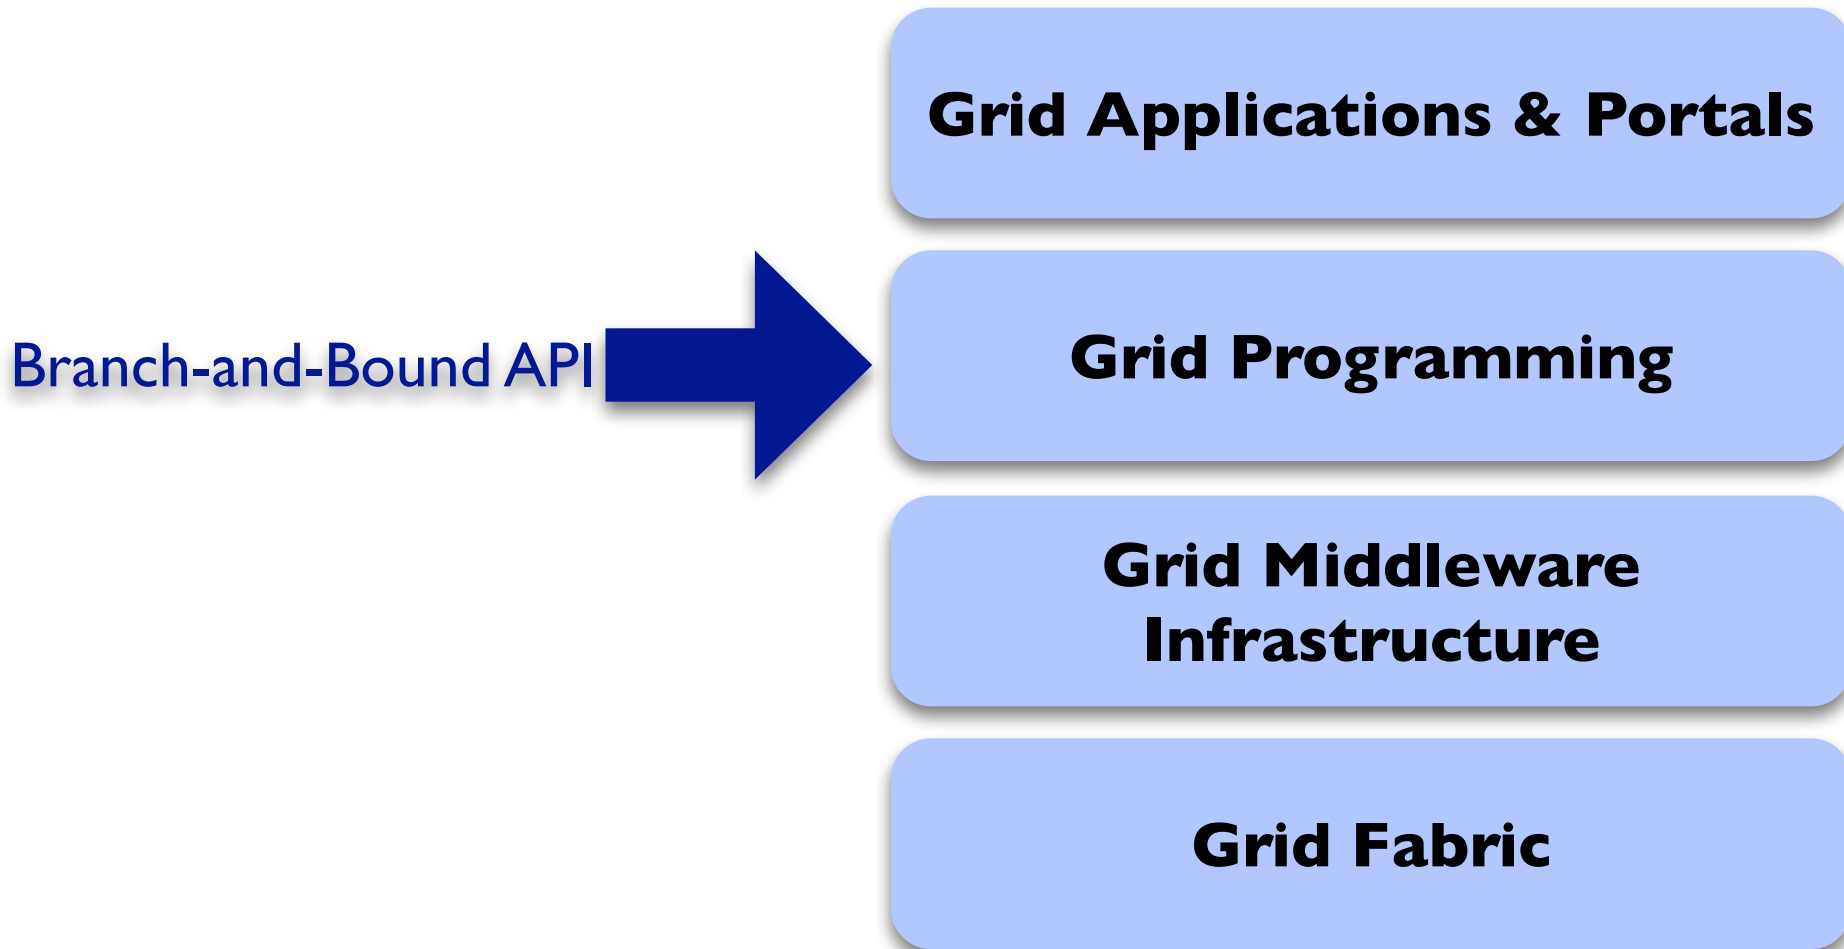 Grid Applications & Portals
Branch-and-Bound API
Grid Programming
Grid Middleware
Infrastructure
Grid Fabric